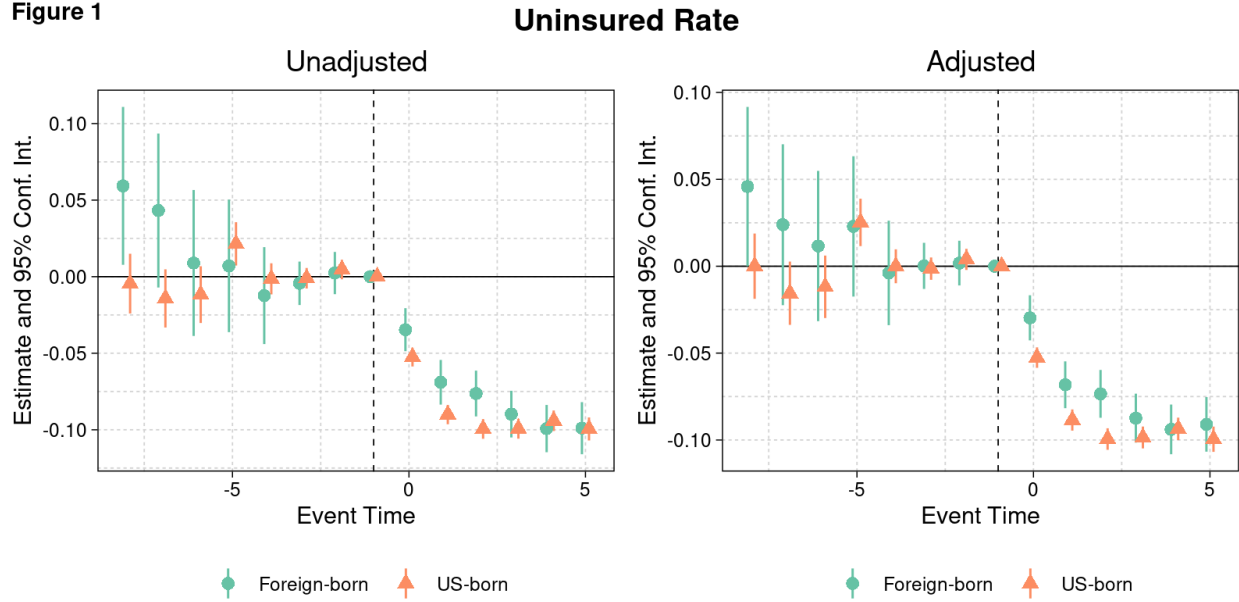 Figure 1
Uninsured Rate
Unadjusted
Estimate and 95% Conf. Int.
0.10
0.05
0.00
-0.05
-0.10
-5
0
5
Event Time
Foreign-born
US-born
Adjusted
Estimate and 95% Conf. Int.
0.10
0.05
0.00
-0.05
-0.10
-5
0
5
Event Time
Foreign-born
US-born